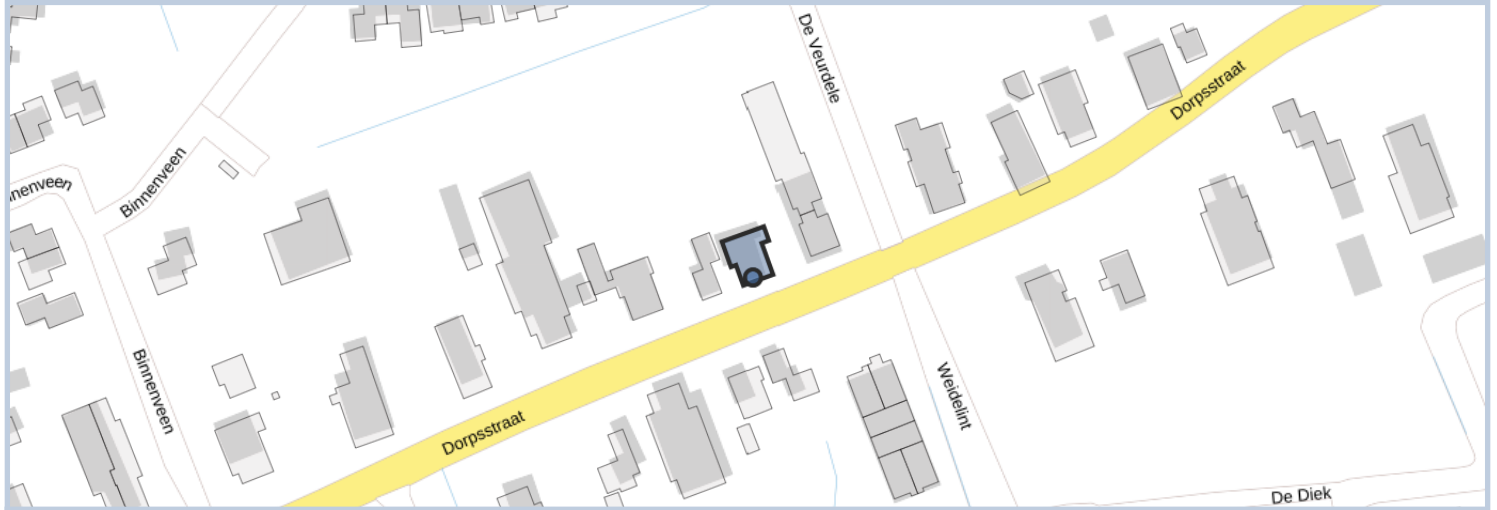 De Veurdele
Dorpsstraat
Binnenveen
nenveen
Binnenveen
Weidelint
Dorpsstraat
De Diek